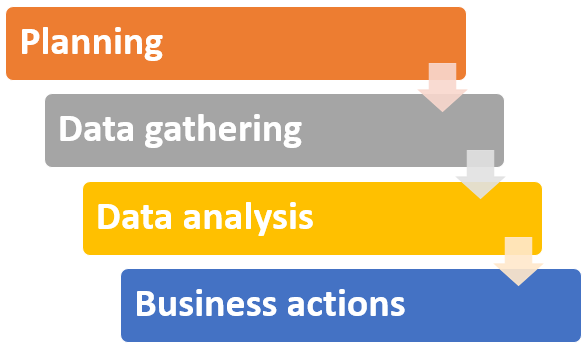 Planning
Data gathering
Data analysis
Business actions